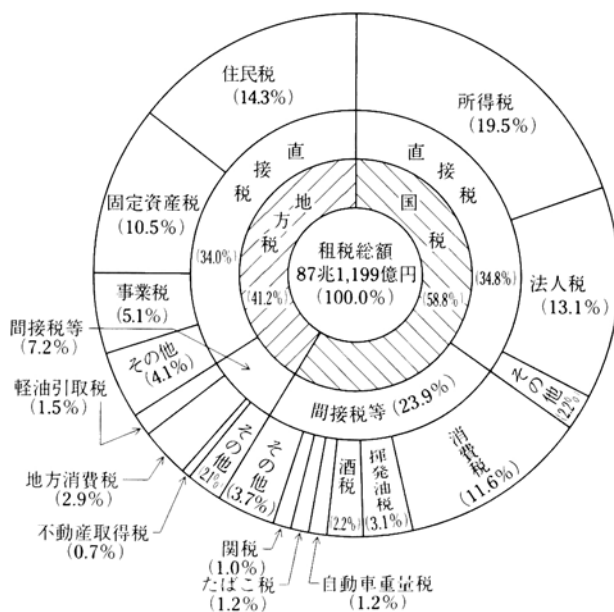 租税総額
87兆1,199億円
(100.0%)
国税
(58.8%)
地方税
(41.2%)
直接税
(34.8%)
間接税等(23.9%)
直接税
(34.0%)
間接税等
(7.2%)
所得税
(19.5%)
法人税
(13.1%)
その他
2.2%
消費税
(11.6%)
揮発油税
(3.1%)
酒税
(2.2%)
自動車重量税
(1.2%)
たばこ税
(1.2%)
関税
(1.0%)
その他
(3.7%)
その他
2.1%
不動産取得税
(0.7%)
地方消費税
(2.9%)
軽油引取税
(1.5%)
その他
(4.1%)
事業税
(5.1%)
固定資産税
(10.5%)
住民税
(14.3%)